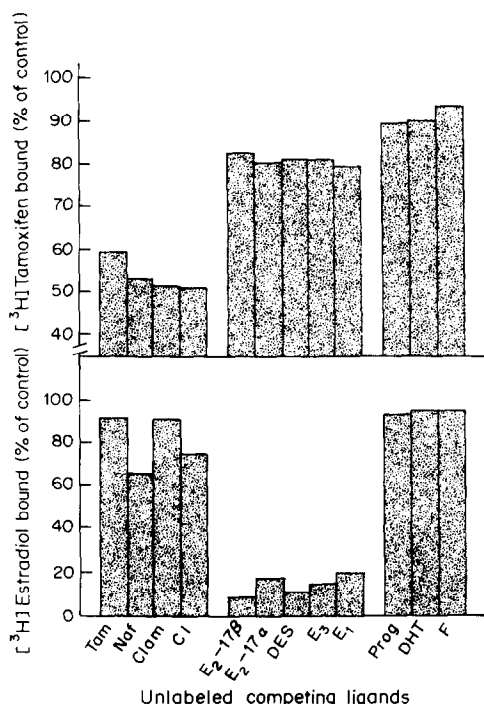 [³H] Tamoxifen bound (% of control)
100
90
80
70
60
50
40
[³H] Estradiol bound (% of control)
100
80
60
40
20
0
Tam
Naf
Clam
Cl
E₂-17β
E₂-17α
DES
E₃
E₁
Prog
DHT
F
Unlabeled competing ligands